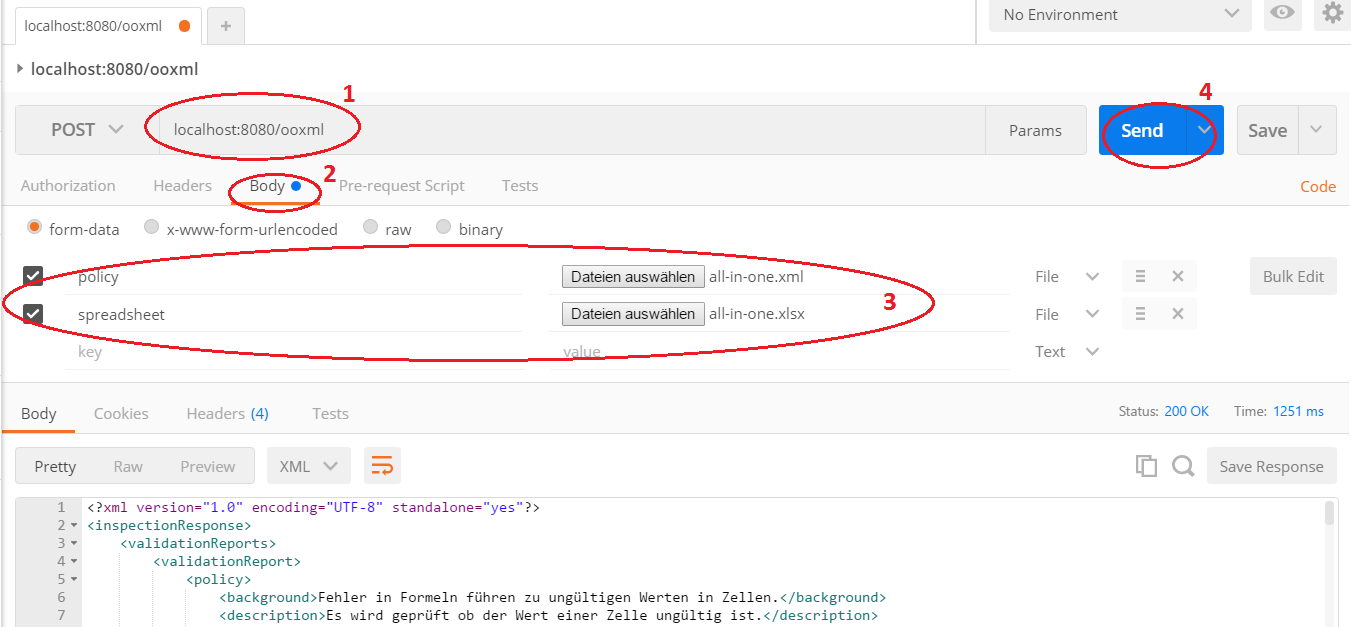 localhost:8080/ooxml + No Environment
localhost:8080/ooxml
1 4
POST localhost:8080/ooxml Params Send Save
2
Authorization Headers Body Pre-request Script Tests Code
form-data x-www-form-urlencoded raw binary
policy Dateien auswählen all-in-one.xml File Bulk Edit
3
spreadsheet Dateien auswählen all-in-one.xlsx File
key value Text
Body Cookies Headers (4) Tests Status: 200 OK Time: 1251 ms
Pretty Raw Preview XML Save Response
1 <?xml version="1.0" encoding="UTF-8" standalone="yes"?>
2 <inspectionResponse>
3 <validationReports>
4 <validationReport>
5 <policy>
6 <background>Fehler in Formeln führen zu ungültigen Werten in Zellen.</background>
7 <description>Es wird geprüft ob der Wert einer Zelle ungültig ist.</description>